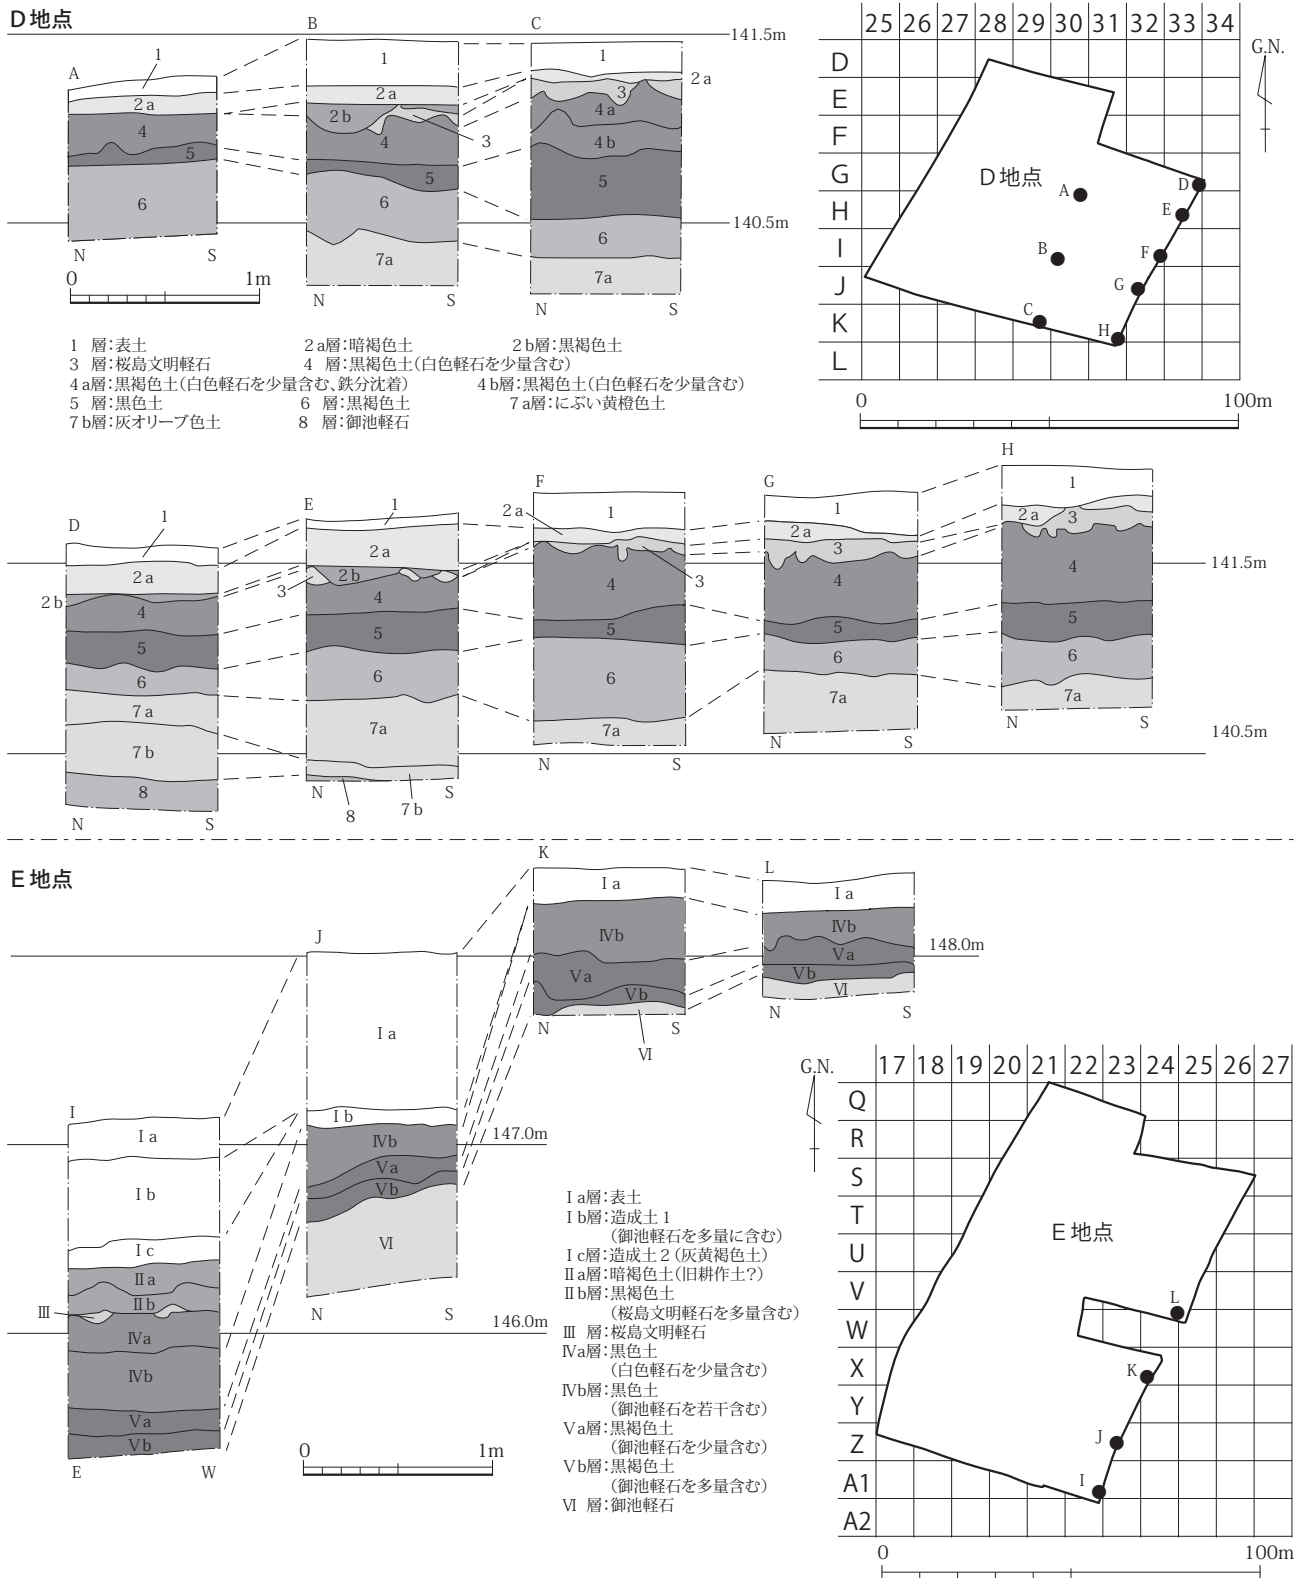 D地点
A
1
2a
4
5
6
N S
0 1m
B
1
2a
2b
3
4
5
6
7a
N S
C
1
2a
3
4a
4b
5
6
7a
N S
141.5m
140.5m
25 26 27 28 29 30 31 32 33 34
D
E
F
G
H
I
J
K
L
G.N.
D地点
A
B
C
D
E
F
G
H
0 100m
1 層:表土 2a層:暗褐色土 2b層:黒褐色土
3 層:桜島文明軽石 4 層:黒褐色土(白色軽石を少量含む)
4a層:黒褐色土(白色軽石を少量含む、鉄分沈着) 4b層:黒褐色土(白色軽石を少量含む)
5 層:黒色土 6 層:黒褐色土 7a層:にぶい黄橙色土
7b層:灰オリーブ色土 8 層:御池軽石
D
1
2a
2b
4
5
6
7a
7b
8
N S
E
1
2a
2b
3
4
5
6
7a
7b
8
N S
F
1
2a
3
4
5
6
7a
N S
G
1
2a
3
4
5
6
7a
N S
H
1
2a
3
4
5
6
7a
N S
141.5m
140.5m
E地点
I
Ⅰa
Ⅰb
Ⅰc
Ⅱa
Ⅱb
Ⅲ
Ⅳa
Ⅳb
Ⅴa
Ⅴb
E W
J
Ⅰa
Ⅰb
Ⅳb
Ⅴa
Ⅴb
Ⅵ
N S
K
Ⅰa
Ⅳb
Ⅴa
Ⅴb
Ⅵ
N S
L
Ⅰa
Ⅳb
Ⅴa
Ⅴb
Ⅵ
N S
148.0m
147.0m
146.0m
0 1m
Ⅰa層:表土
Ⅰb層:造成土1
(御池軽石を多量に含む)
Ⅰc層:造成土2(灰黄褐色土)
Ⅱa層:暗褐色土(旧耕作土?)
Ⅱb層:黒褐色土
(桜島文明軽石を多量含む)
Ⅲ 層:桜島文明軽石
Ⅳa層:黒色土
(白色軽石を少量含む)
Ⅳb層:黒色土
(御池軽石を若干含む)
Ⅴa層:黒褐色土
(御池軽石を少量含む)
Ⅴb層:黒褐色土
(御池軽石を多量含む)
Ⅵ 層:御池軽石
G.N.
17 18 19 20 21 22 23 24 25 26 27
Q
R
S
T
U
V
W
X
Y
Z
A1
A2
E地点
L
K
J
I
0 100m